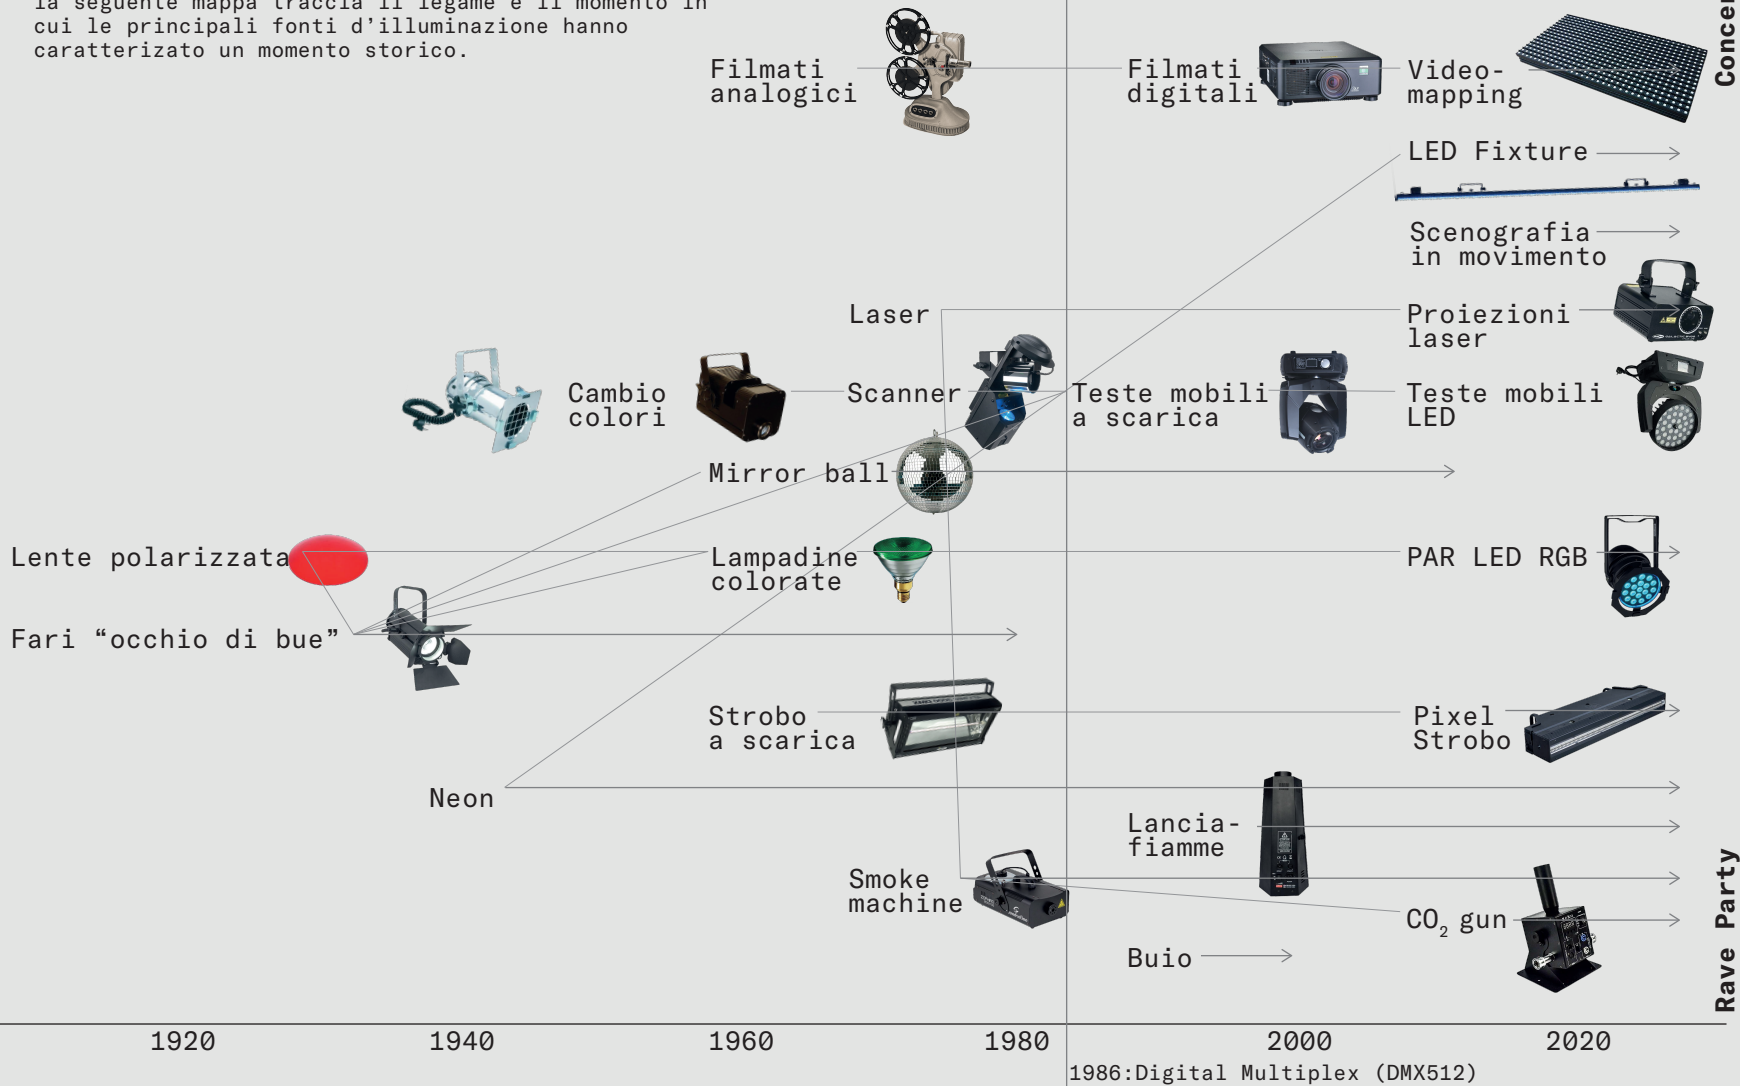 la seguente mappa traccia il legame e il momento in
cui le principali fonti d'illuminazione hanno
caratterizato un momento storico.
Filmati
analogici
Filmati
digitali
Video-
mapping
LED Fixture
Scenografia
in movimento
Laser
Proiezioni
laser
Cambio
colori
Scanner
Teste mobili
a scarica
Teste mobili
LED
Mirror ball
Lente polarizzata
Lampadine
colorate
PAR LED RGB
Fari “occhio di bue”
Strobo
a scarica
Pixel
Strobo
Neon
Lancia-
fiamme
Smoke
machine
CO₂ gun
Buio
Rave Party
1920
1940
1960
1980
2000
2020
1986:Digital Multiplex (DMX512)